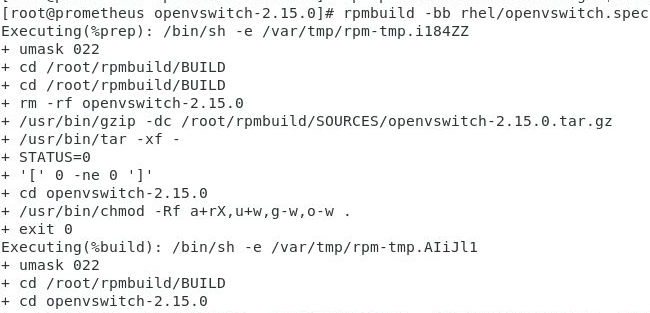 [root@prometheus openvswitch-2.15.0]# rpmbuild -bb rhel/openvswitch.spec
Executing(%prep): /bin/sh -e /var/tmp/rpm-tmp.i184ZZ
+ umask 022
+ cd /root/rpmbuild/BUILD
+ cd /root/rpmbuild/BUILD
+ rm -rf openvswitch-2.15.0
+ /usr/bin/gzip -dc /root/rpmbuild/SOURCES/openvswitch-2.15.0.tar.gz
+ /usr/bin/tar -xf -
+ STATUS=0
+ '[' 0 -ne 0 ']'
+ cd openvswitch-2.15.0
+ /usr/bin/chmod -Rf a+rX,u+w,g-w,o-w .
+ exit 0
Executing(%build): /bin/sh -e /var/tmp/rpm-tmp.AIiJl1
+ umask 022
+ cd /root/rpmbuild/BUILD
+ cd openvswitch-2.15.0